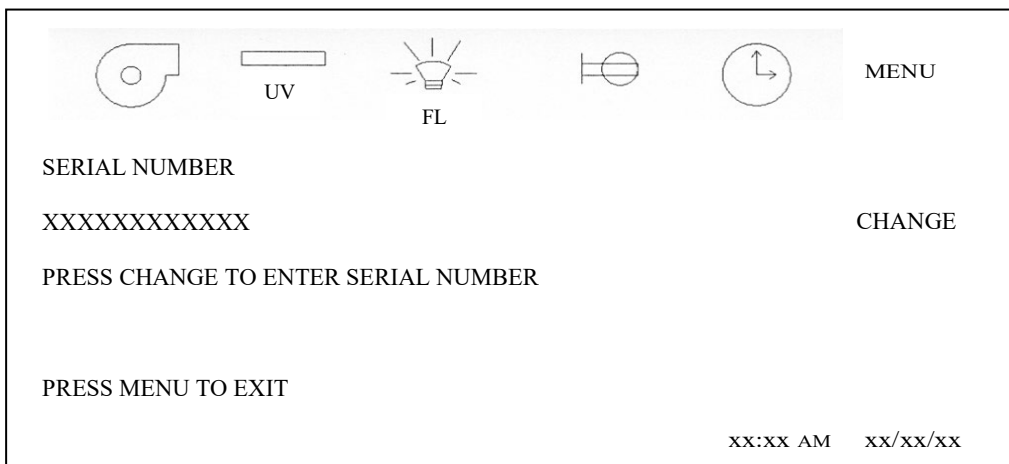 MENU
UV
FL
SERIAL NUMBER
XXXXXXXXXXXX CHANGE
PRESS CHANGE TO ENTER SERIAL NUMBER
PRESS MENU TO EXIT
xx:xx AM xx/xx/xx